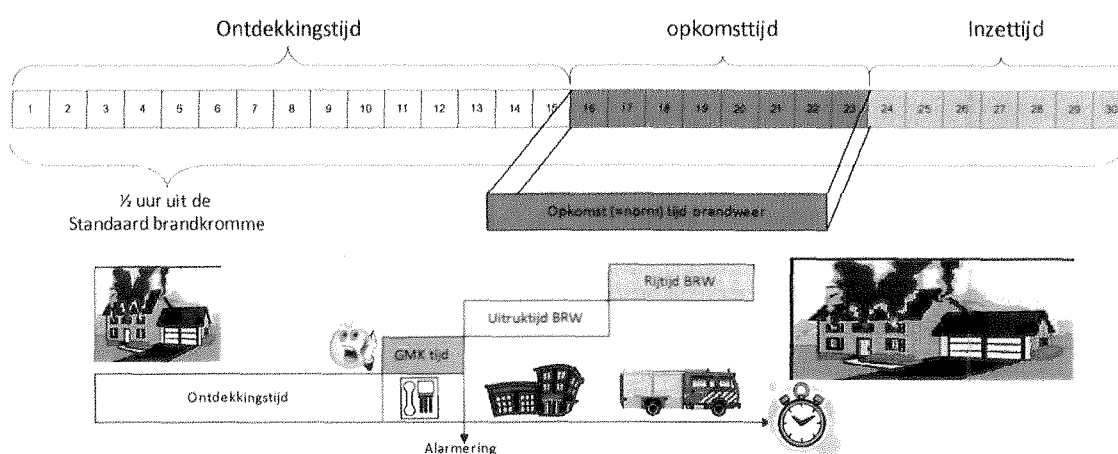 Ontdekkingstijd opkomsttijd Inzettijd
1 2 3 4 5 6 7 8 9 10 11 12 13 14 15 16 17 18 19 20 21 22 23 24 25 26 27 28 29 30
½ uur uit de
Standaard brandkromme
Opkomst (=norm) tijd brandweer
Rijtijd BRW
Uitruktijd BRW
GMK tijd
Ontdekkingstijd
Alarmering